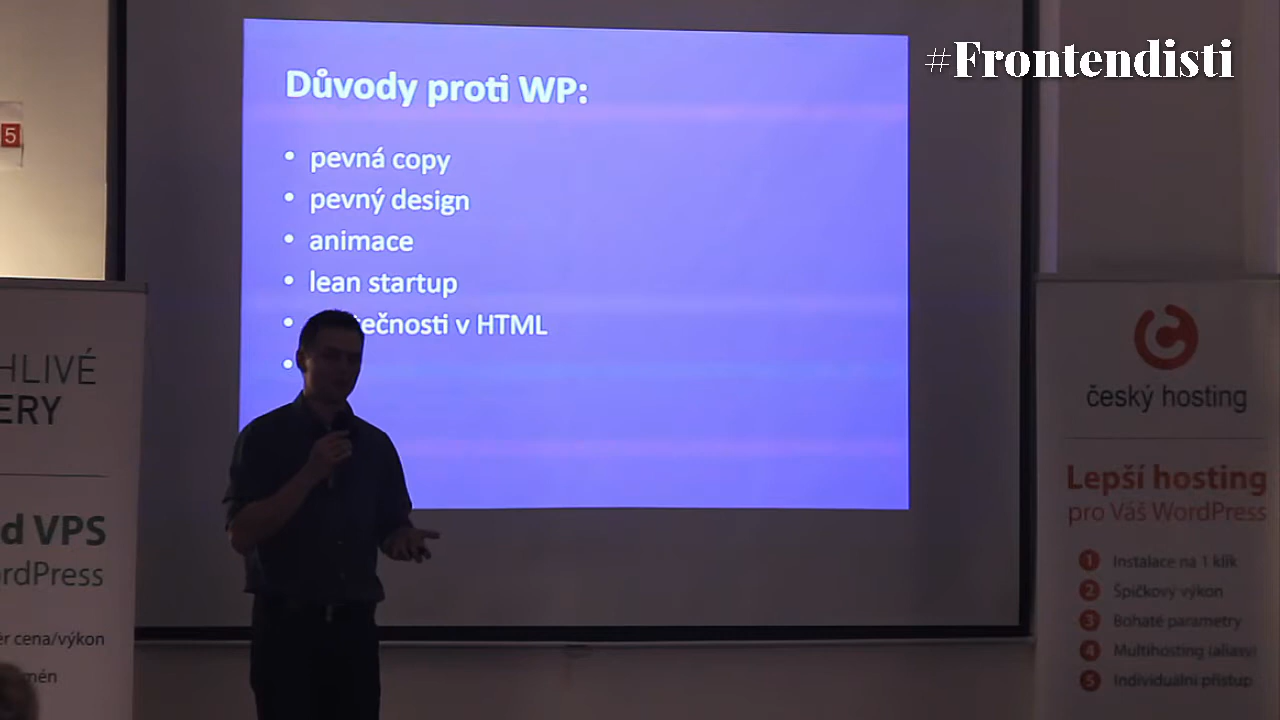 #Frontendisti
5
Důvody proti WP:
• pevná copy
• pevný design
• animace
• lean startup
• v HTML
•
HLIVÉ
ERY
d VPS
rdPress
ěr cena/výkon
mén
český hosting
Lepší hosting
pro Váš WordPress
1 Instalace na 1 klik
2 Špičkový výkon
3 Bohaté parametry
4 Multihosting (aliasy)
5 Individuální přístup